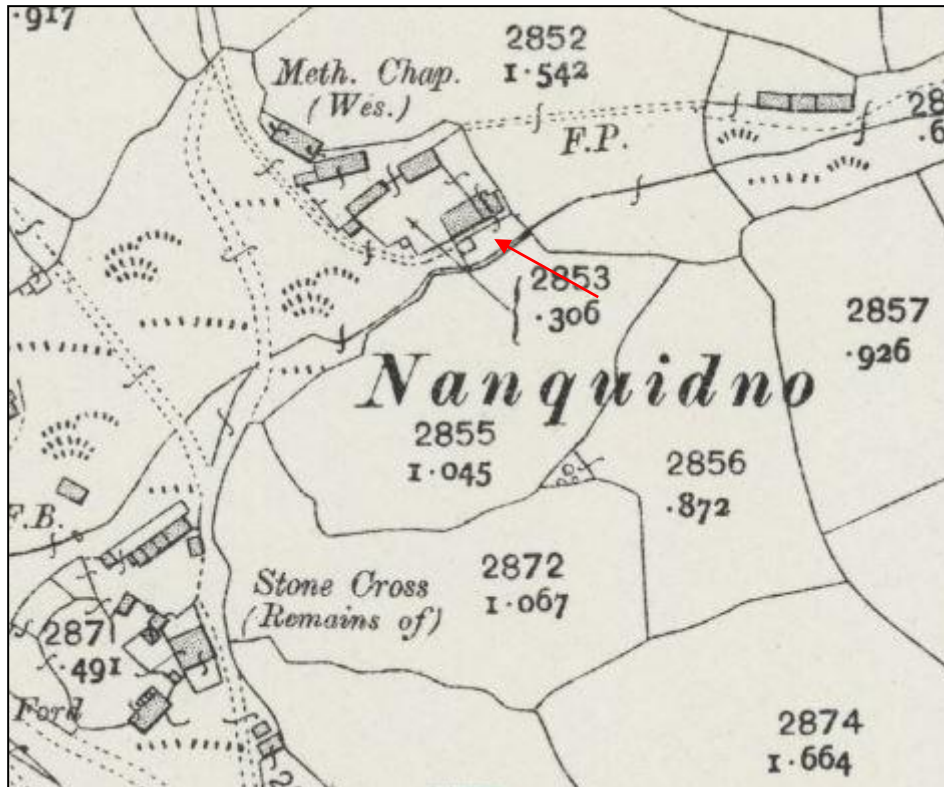 ·917
2852
1·542
Meth. Chap.
(Wes.)
F.P.
28
·6
2853
·306
2857
·926
Nanquidno
2855
1·045
2856
·872
F.B.
Stone Cross
(Remains of)
2872
1·067
2871
·491
Ford
2874
1·664